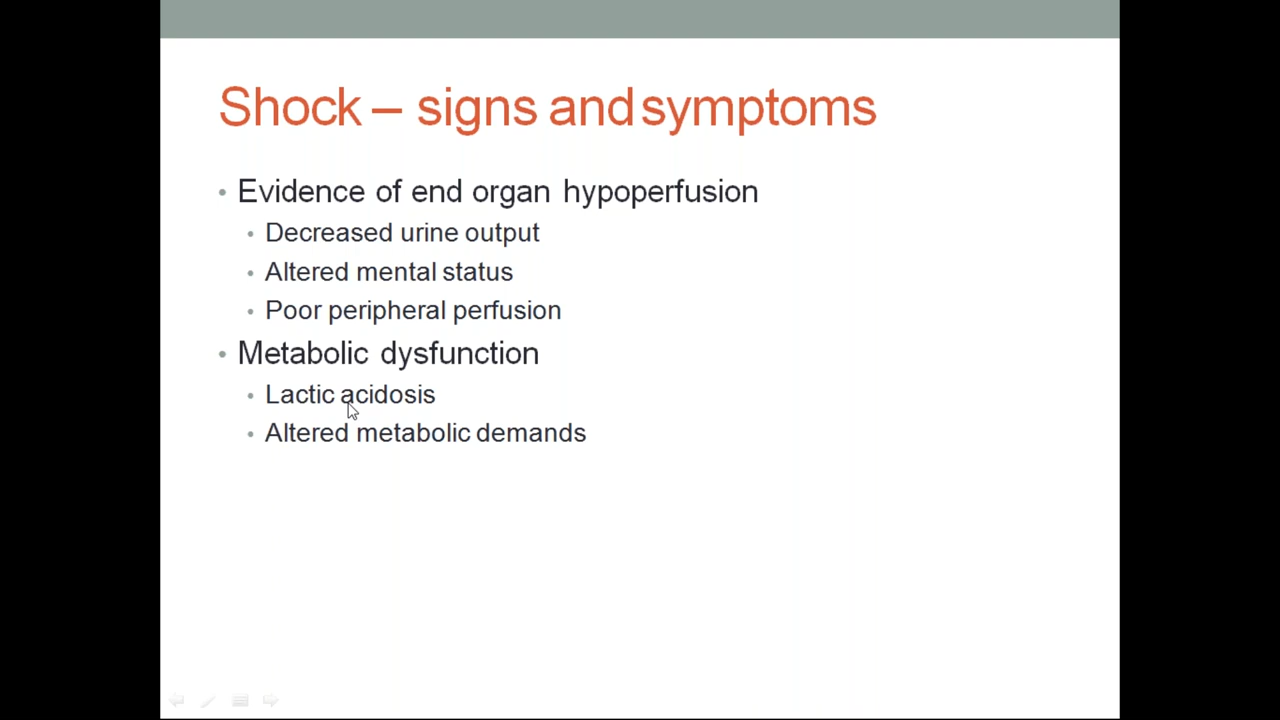 Shock – signs and symptoms
• Evidence of end organ hypoperfusion
• Decreased urine output
• Altered mental status
• Poor peripheral perfusion
• Metabolic dysfunction
• Lactic acidosis
• Altered metabolic demands